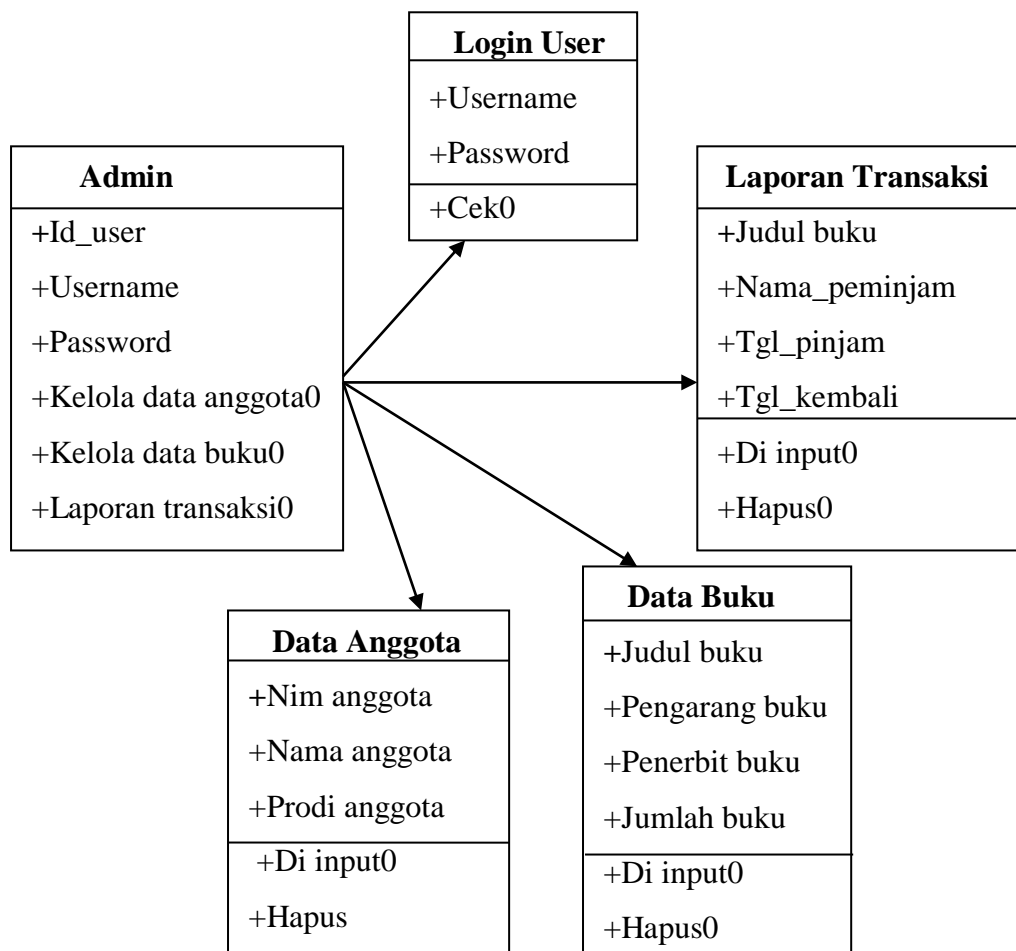 Login User
+Username
+Password
+Cek0
Admin
+Id_user
+Username
+Password
+Kelola data anggota0
+Kelola data buku0
+Laporan transaksi0
Laporan Transaksi
+Judul buku
+Nama_peminjam
+Tgl_pinjam
+Tgl_kembali
+Di input0
+Hapus0
Data Anggota
+Nim anggota
+Nama anggota
+Prodi anggota
+Di input0
+Hapus
Data Buku
+Judul buku
+Pengarang buku
+Penerbit buku
+Jumlah buku
+Di input0
+Hapus0